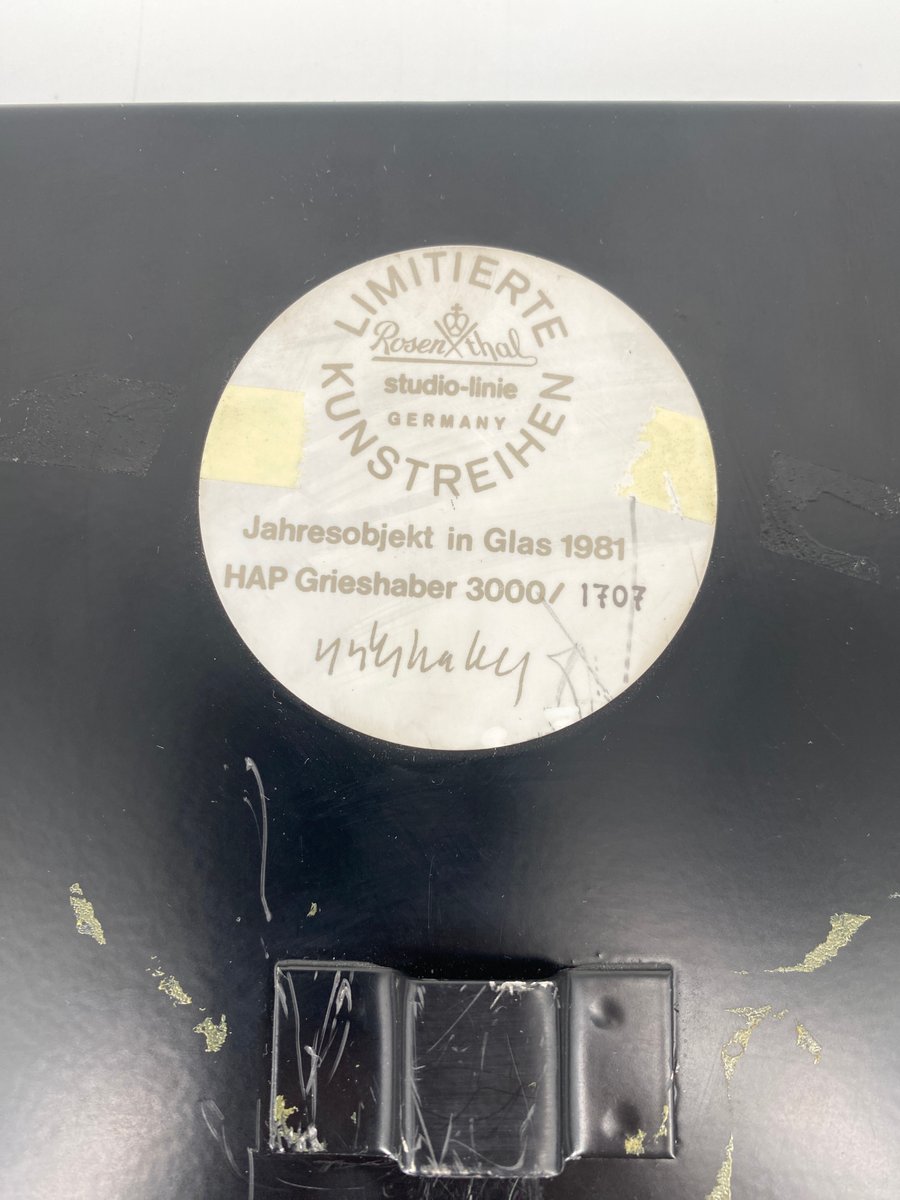 LIMITIERTE
Rosenthal
studio-linie
GERMANY
KUNSTREIHEN
Jahresobjekt in Glas 1981
HAP Grieshaber 3000/ 1707